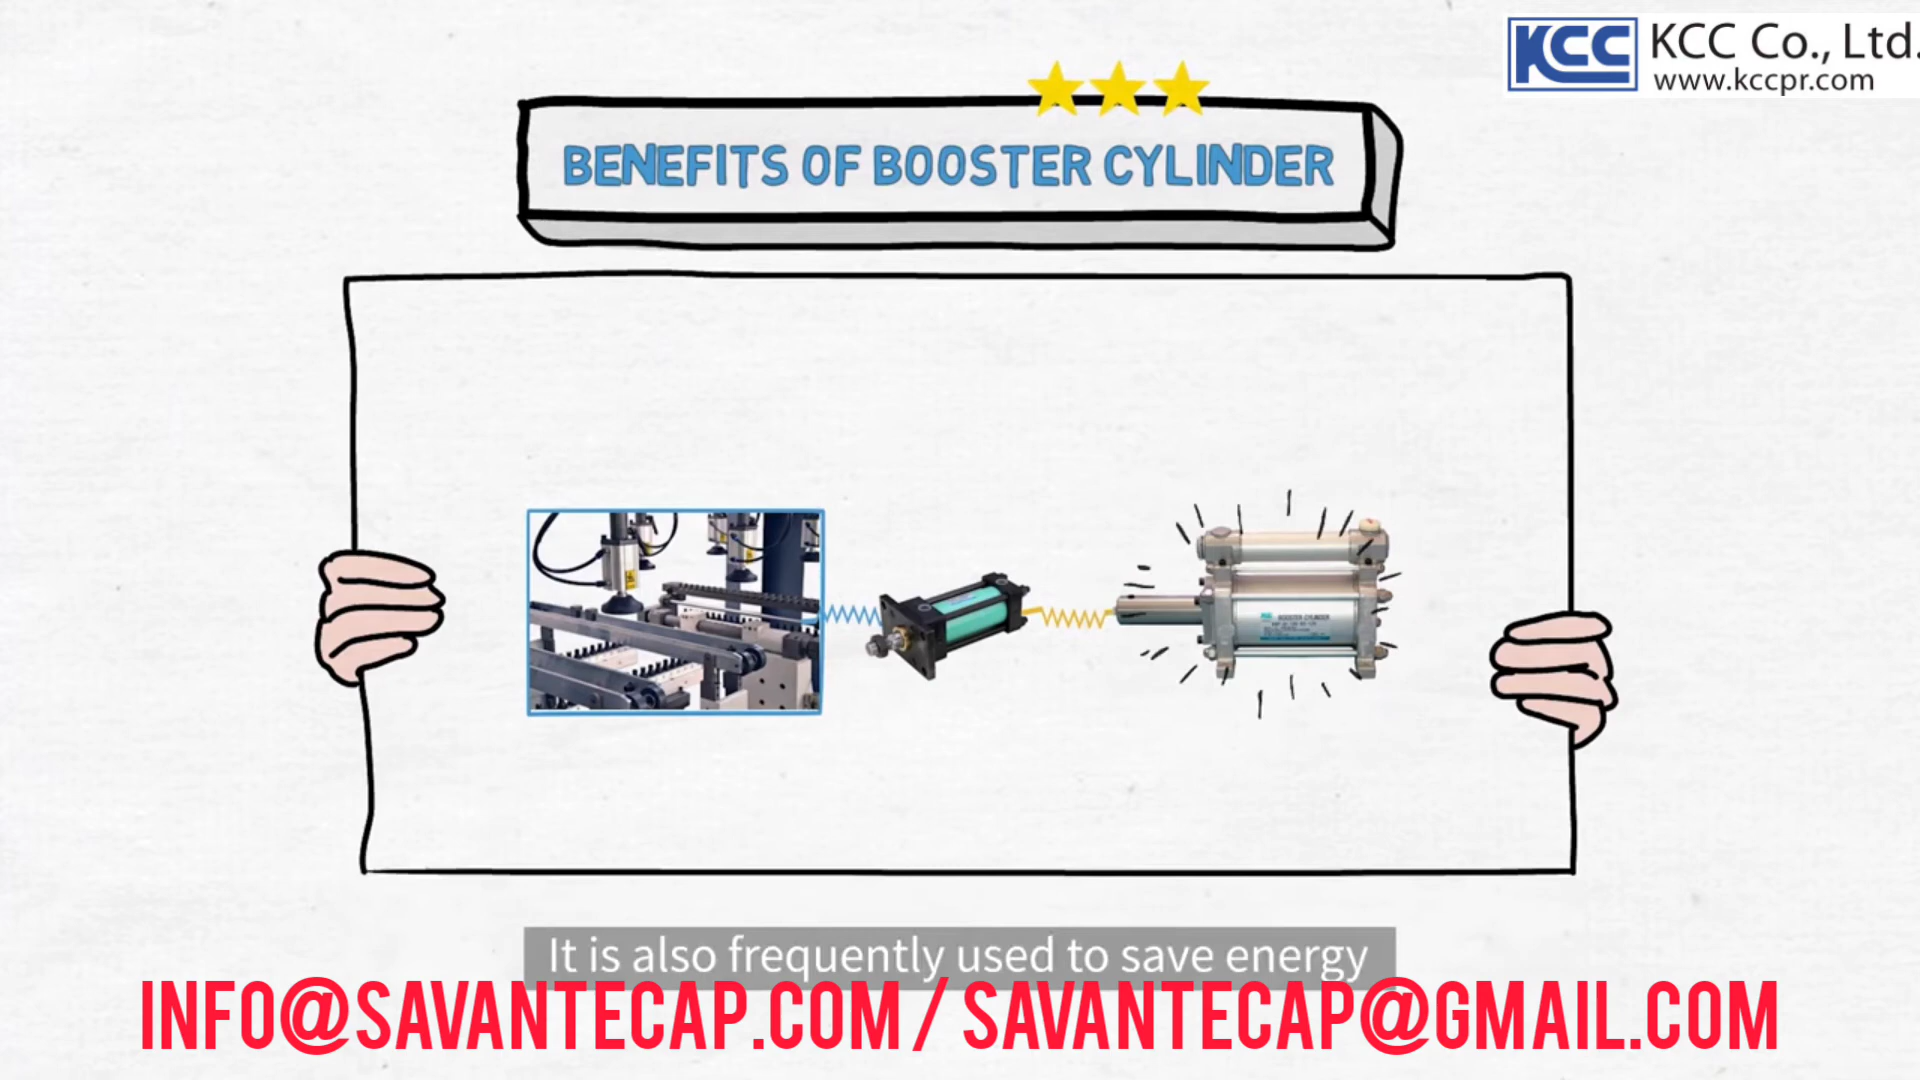 KCC KCC Co., Ltd.
www.kccpr.com
BENEFITS OF BOOSTER CYLINDER
BOOSTER CYLINDER
It is also frequently used to save energy
INFO@SAVANTECAP.COM / SAVANTECAP@GMAIL.COM